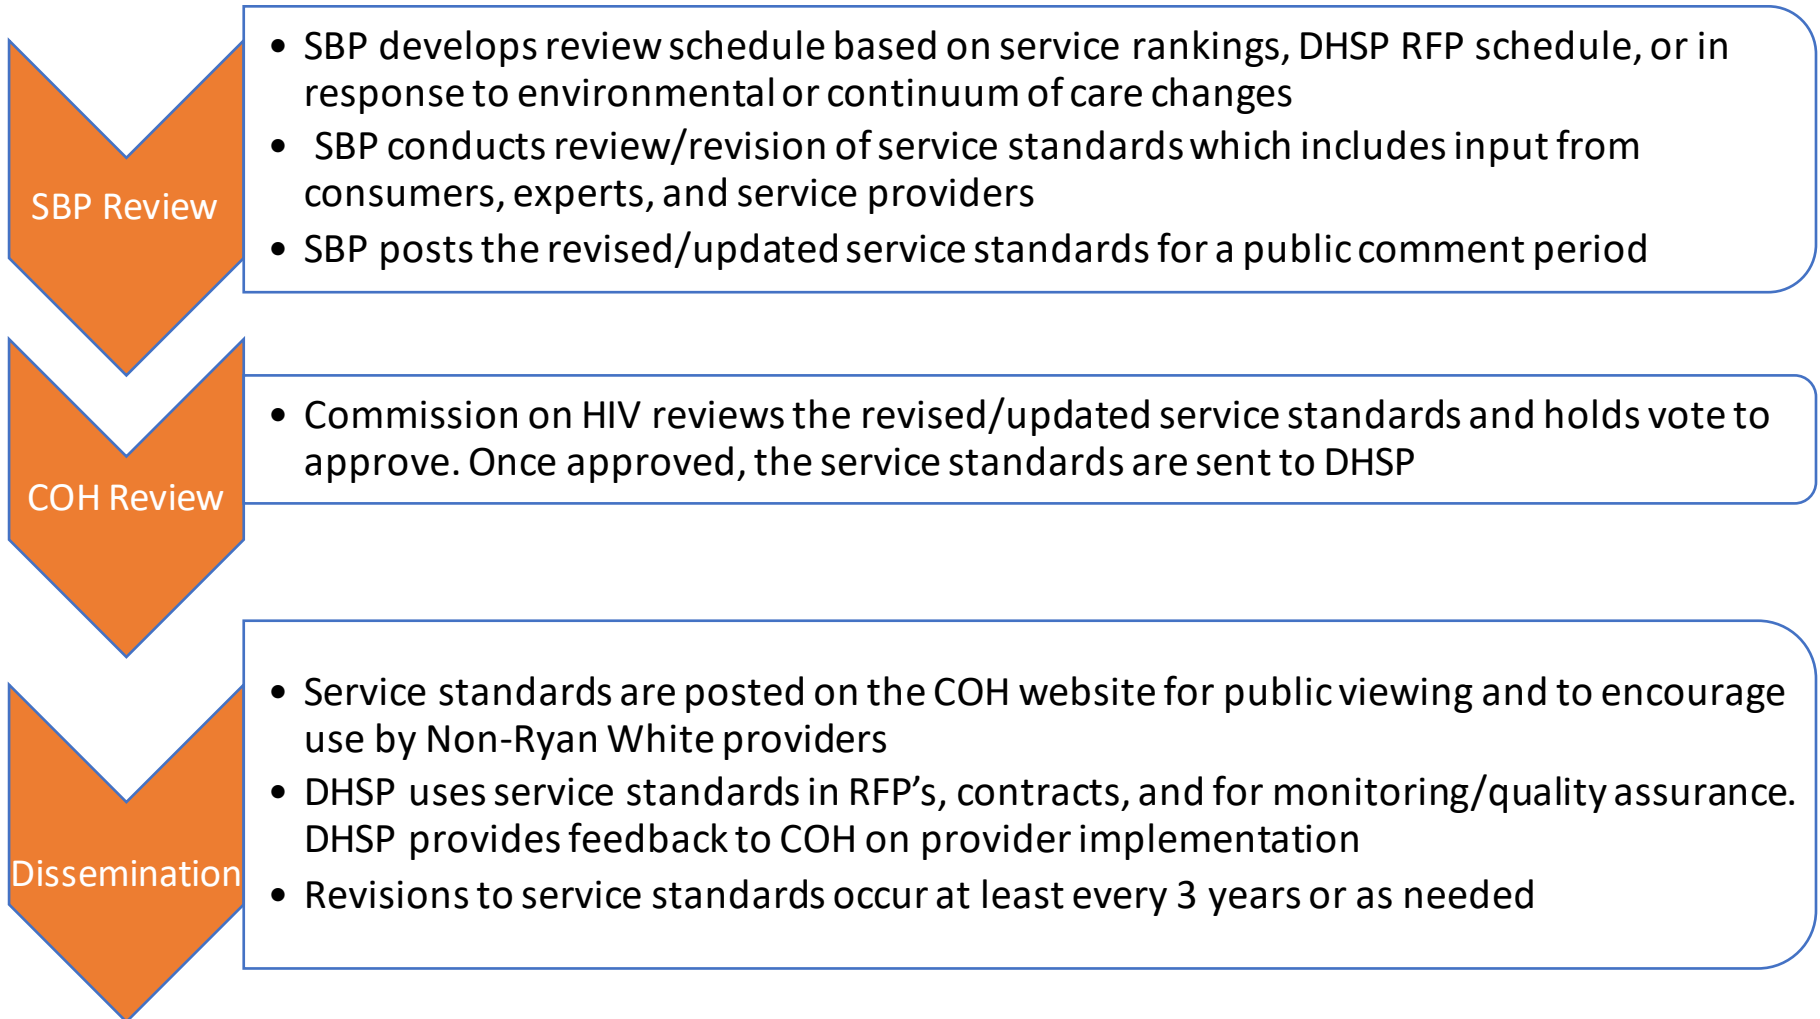 SBP Review
• SBP develops review schedule based on service rankings, DHSP RFP schedule, or in
response to environmental or continuum of care changes
• SBP conducts review/revision of service standards which includes input from
consumers, experts, and service providers
• SBP posts the revised/updated service standards for a public comment period
COH Review
• Commission on HIV reviews the revised/updated service standards and holds vote to
approve. Once approved, the service standards are sent to DHSP
Dissemination
• Service standards are posted on the COH website for public viewing and to encourage
use by Non-Ryan White providers
• DHSP uses service standards in RFP’s, contracts, and for monitoring/quality assurance.
DHSP provides feedback to COH on provider implementation
• Revisions to service standards occur at least every 3 years or as needed